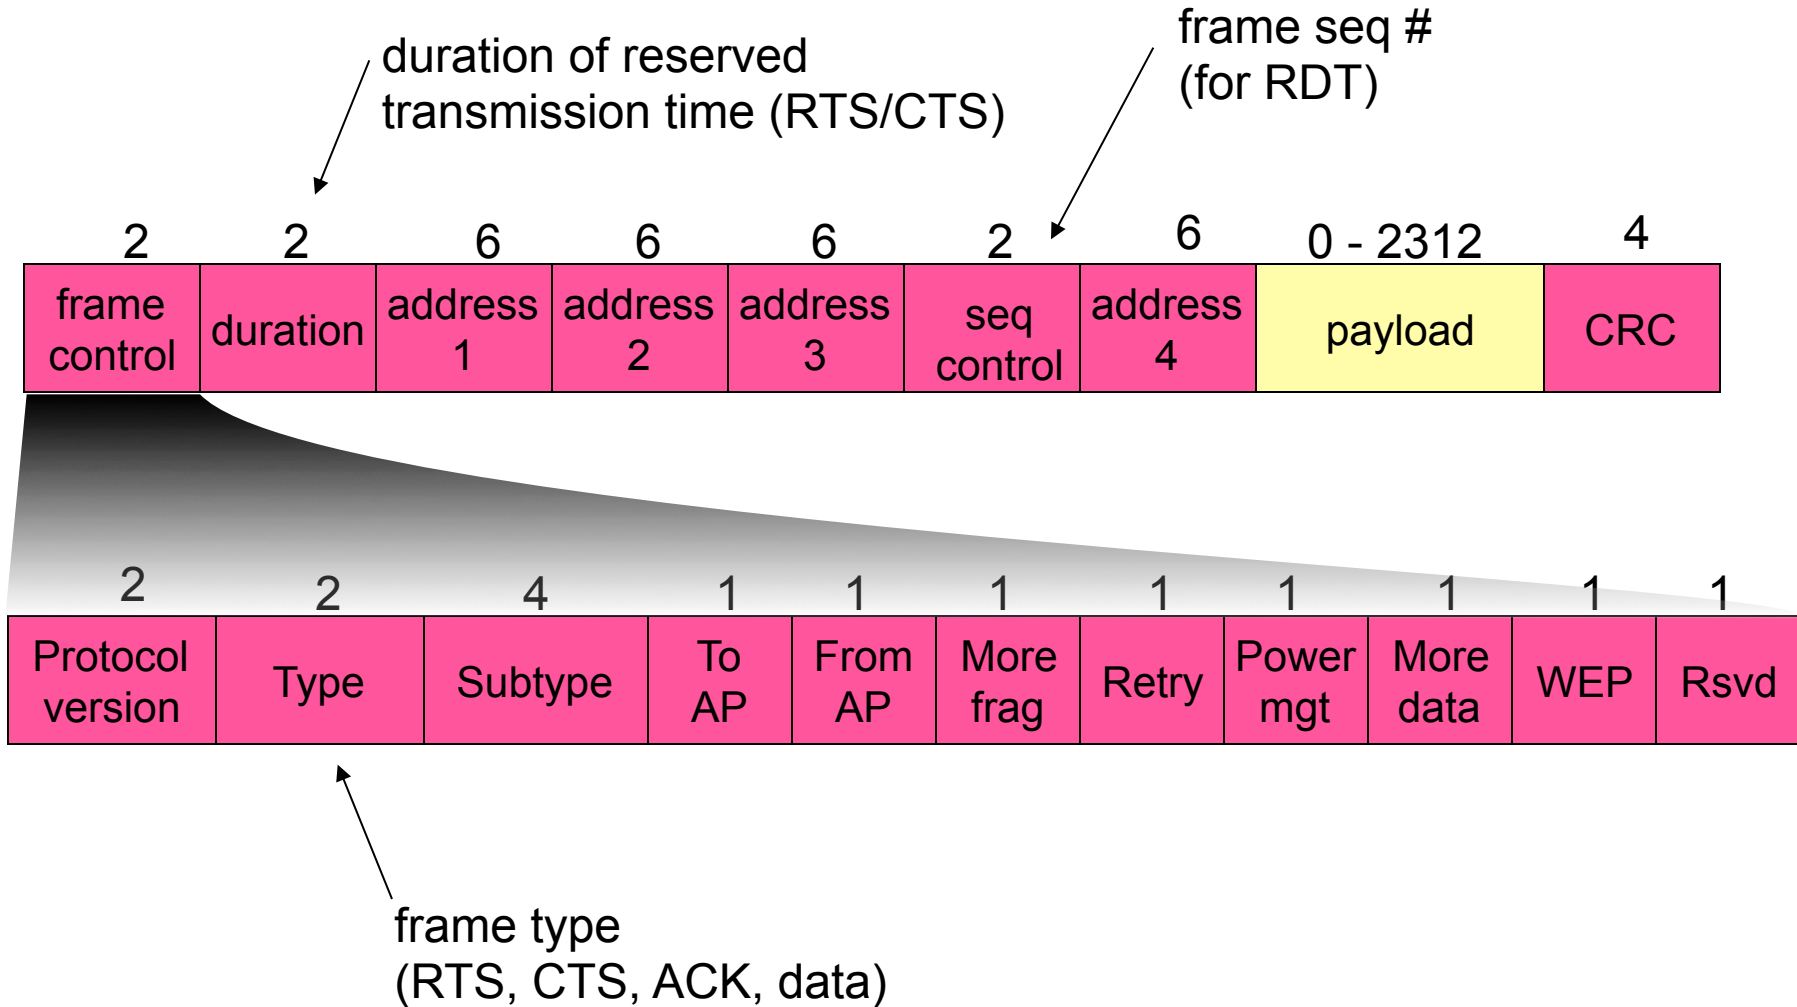 duration of reserved
transmission time (RTS/CTS)
frame seq #
(for RDT)
2 2 6 6 6 2 6 0 - 2312 4
frame
control
duration
address
1
address
2
address
3
seq
control
address
4
payload
CRC
2 2 4 1 1 1 1 1 1 1 1
Protocol
version
Type
Subtype
To
AP
From
AP
More
frag
Retry
Power
mgt
More
data
WEP
Rsvd
frame type
(RTS, CTS, ACK, data)